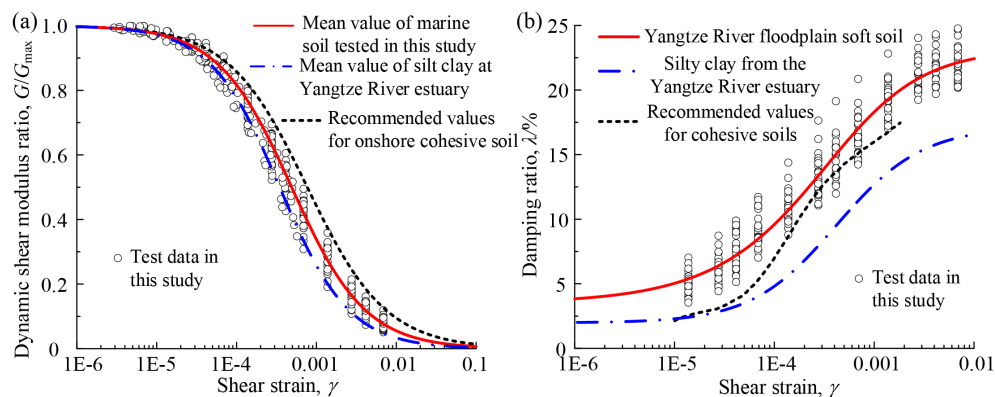 (a)
1.0
0.8
0.6
0.4
0.2
0
Dynamic shear modulus ratio, G/Gmax
Mean value of marine
soil tested in this study
Mean value of silt clay at
Yangtze River estuary
Recommended values
for onshore cohesive soil
Test data in
this study
1E-6
1E-5
1E-4
0.001
0.01
0.1
Shear strain, γ
(b)
25
20
15
10
5
0
Damping ratio, λ/%
Yangtze River floodplain soft soil
Silty clay from the
Yangtze River estuary
Recommended values
for cohesive soils
Test data in
this study
1E-6
1E-5
1E-4
0.001
0.01
Shear strain, γ